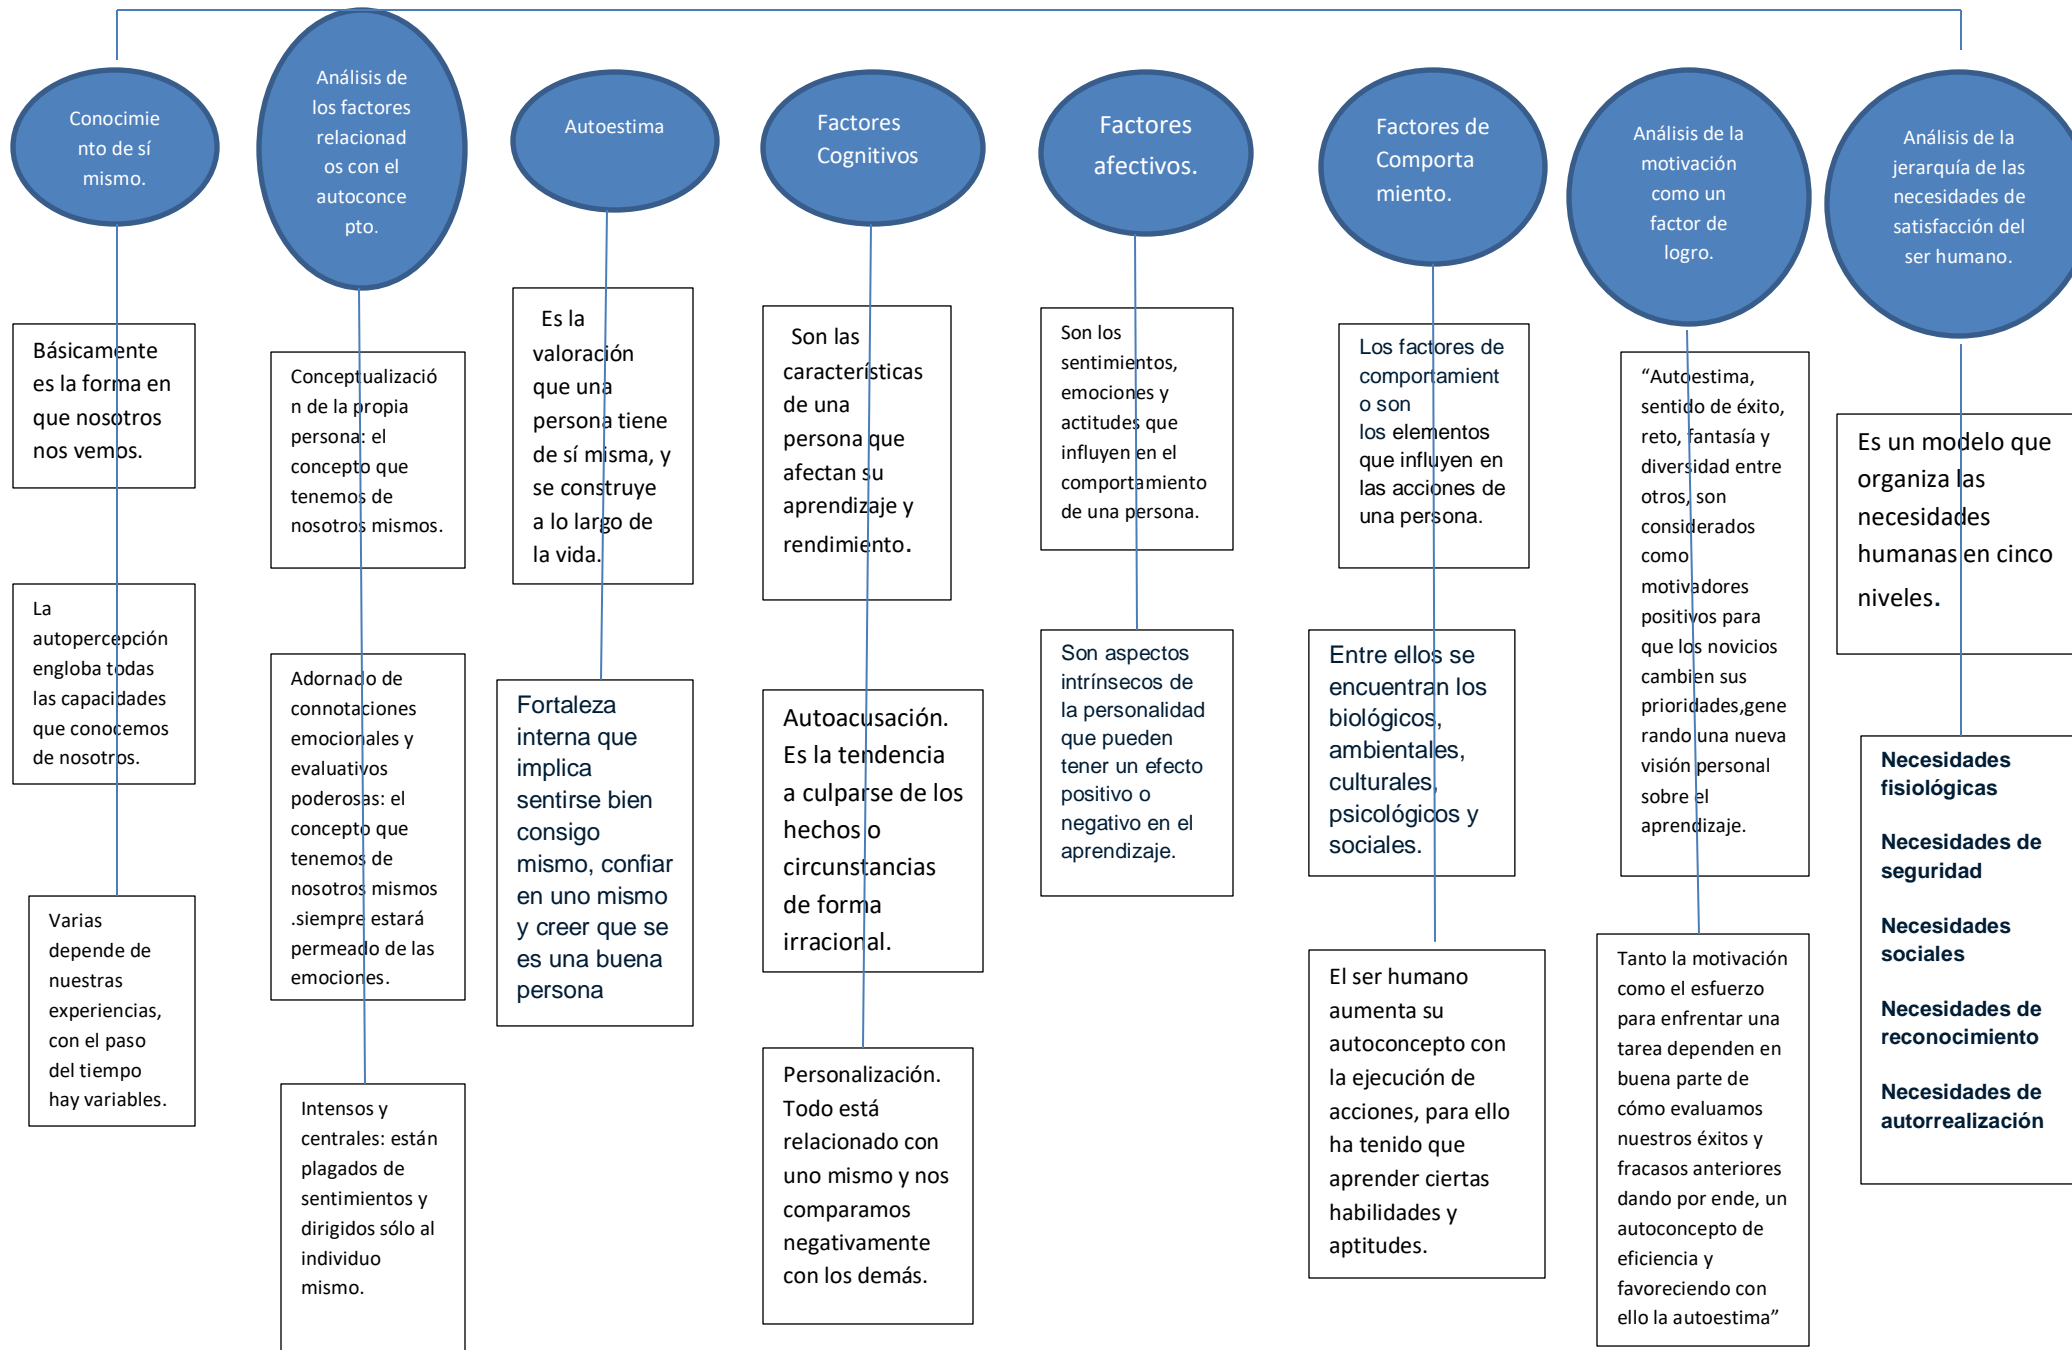 Conocimie
nto de sí
mismo.
Básicamente
es la forma en
que nosotros
nos vemos.
La
autopercepción
engloba todas
las capacidades
que conocemos
de nosotros.
Varias
depende de
nuestras
experiencias,
con el paso
del tiempo
hay variables.
Análisis de
los factores
relacionad
os con el
autoconce
pto.
Conceptualizació
n de la propia
persona: el
concepto que
tenemos de
nosotros mismos.
Adornado de
connotaciones
emocionales y
evaluativos
poderosas: el
concepto que
tenemos de
nosotros mismos
.siempre estará
permeado de las
emociones.
Intensos y
centrales: están
plagados de
sentimientos y
dirigidos sólo al
individuo
mismo.
Autoestima
Es la
valoración
que una
persona tiene
de sí misma, y
se construye
a lo largo de
la vida.
Fortaleza
interna que
implica
sentirse bien
consigo
mismo, confiar
en uno mismo
y creer que se
es una buena
persona
Factores
Cognitivos
Son las
características
de una
persona que
afectan su
aprendizaje y
rendimiento.
Autoacusación.
Es la tendencia
a culparse de los
hechos o
circunstancias
de forma
irracional.
Personalización.
Todo está
relacionado con
uno mismo y nos
comparamos
negativamente
con los demás.
Factores
afectivos.
Son los
sentimientos,
emociones y
actitudes que
influyen en el
comportamiento
de una persona.
Son aspectos
intrínsecos de
la personalidad
que pueden
tener un efecto
positivo o
negativo en el
aprendizaje.
Factores de
Comporta
miento.
Los factores de
comportamient
o son
los elementos
que influyen en
las acciones de
una persona.
Entre ellos se
encuentran los
biológicos,
ambientales,
culturales,
psicológicos y
sociales.
El ser humano
aumenta su
autoconcepto con
la ejecución de
acciones, para ello
ha tenido que
aprender ciertas
habilidades y
aptitudes.
Análisis de la
motivación
como un
factor de
logro.
“Autoestima,
sentido de éxito,
reto, fantasía y
diversidad entre
otros, son
considerados
como
motivadores
positivos para
que los novicios
cambien sus
prioridades,gene
rando una nueva
visión personal
sobre el
aprendizaje.
Tanto la motivación
como el esfuerzo
para enfrentar una
tarea dependen en
buena parte de
cómo evaluamos
nuestros éxitos y
fracasos anteriores
dando por ende, un
autoconcepto de
eficiencia y
favoreciendo con
ello la autoestima”
Análisis de la
jerarquía de las
necesidades de
satisfacción del
ser humano.
Es un modelo que
organiza las
necesidades
humanas en cinco
niveles.
Necesidades
fisiológicas
Necesidades de
seguridad
Necesidades
sociales
Necesidades de
reconocimiento
Necesidades de
autorrealización